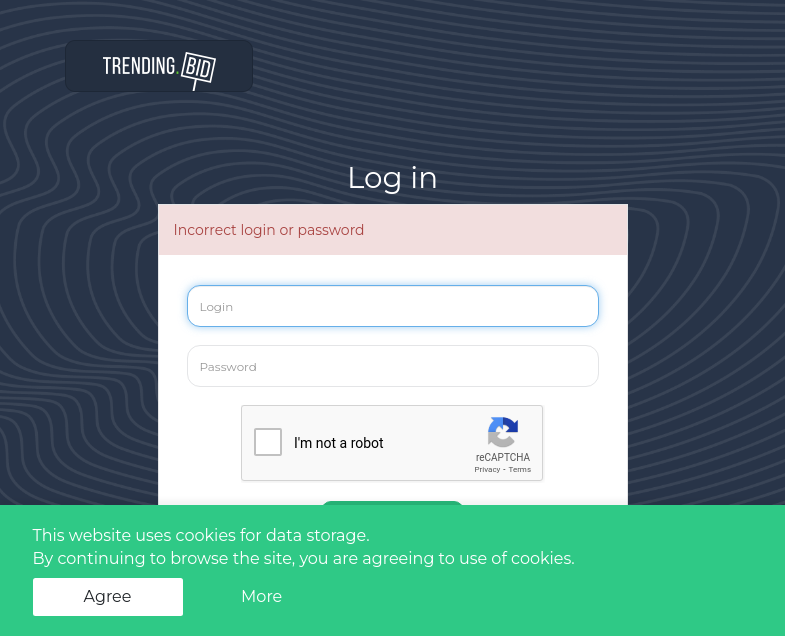 TRENDING.BID
Log in
Incorrect login or password
Login
Password
I'm not a robot
reCAPTCHA
Privacy - Terms
This website uses cookies for data storage.
By continuing to browse the site, you are agreeing to use of cookies.
Agree
More